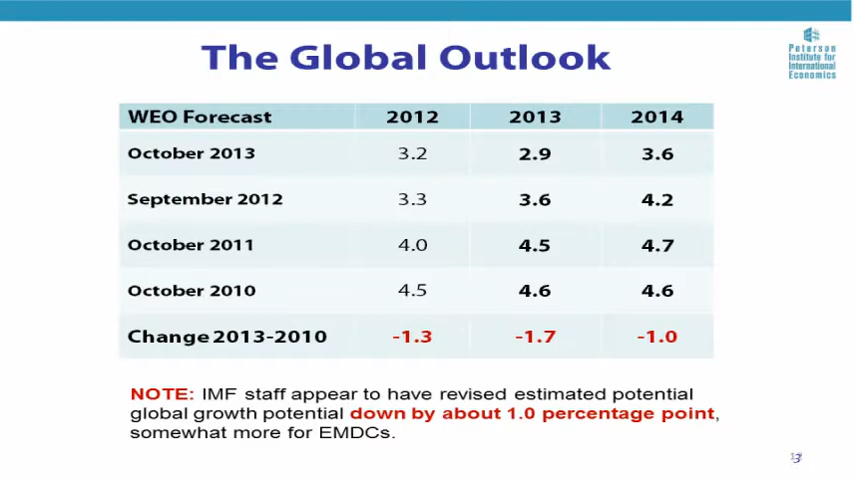 The Global Outlook
Peterson
Institute for
International
Economics
WEO Forecast 2012 2013 2014
October 2013 3.2 2.9 3.6
September 2012 3.3 3.6 4.2
October 2011 4.0 4.5 4.7
October 2010 4.5 4.6 4.6
Change 2013-2010 -1.3 -1.7 -1.0
NOTE: IMF staff appear to have revised estimated potential
global growth potential down by about 1.0 percentage point,
somewhat more for EMDCs.